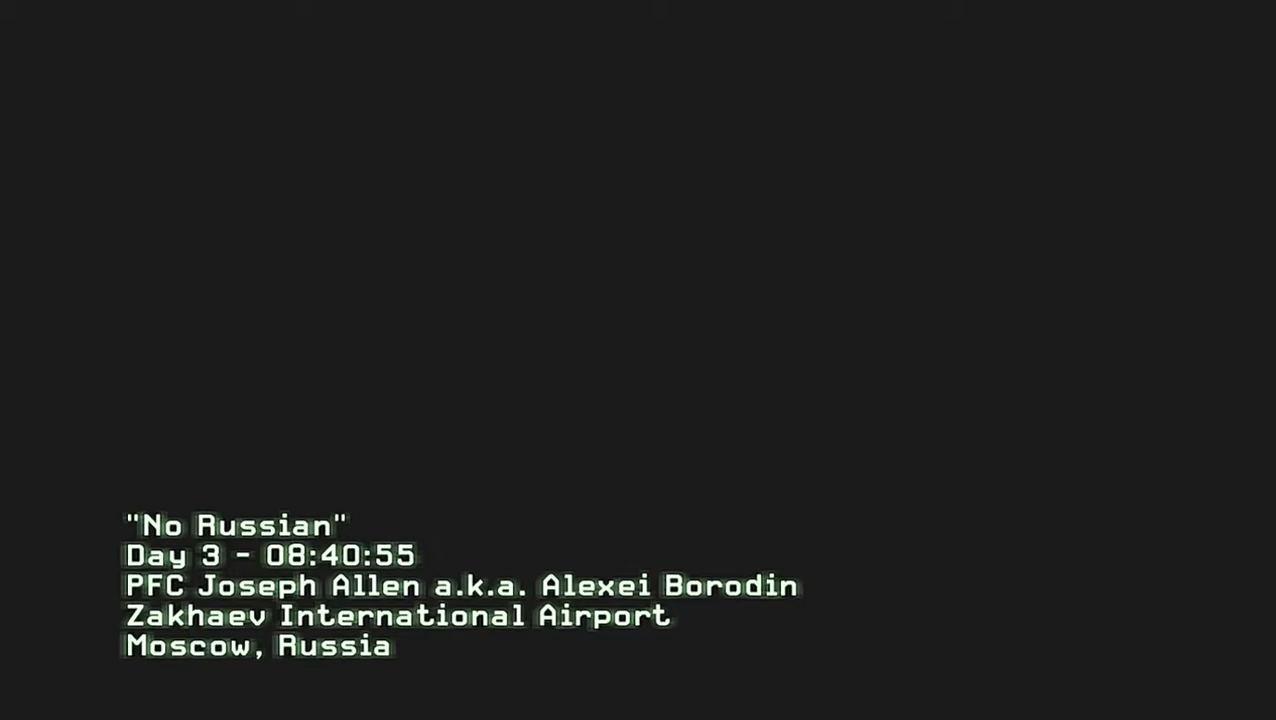 "No Russian"
Day 3 - 08:40:55
PFC Joseph Allen a.k.a. Alexei Borodin
Zakhaev International Airport
Moscow, Russia